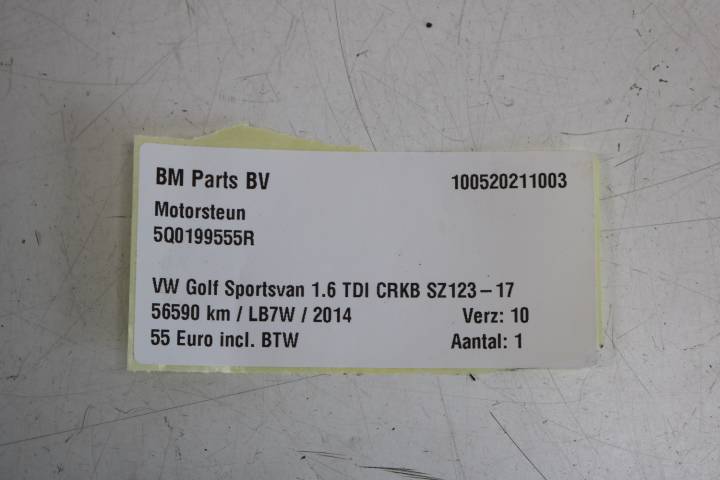 BM Parts BV 100520211003
Motorsteun
5Q0199555R
VW Golf Sportsvan 1.6 TDI CRKB SZ123-17
56590 km / LB7W / 2014 Verz: 10
55 Euro incl. BTW Aantal: 1